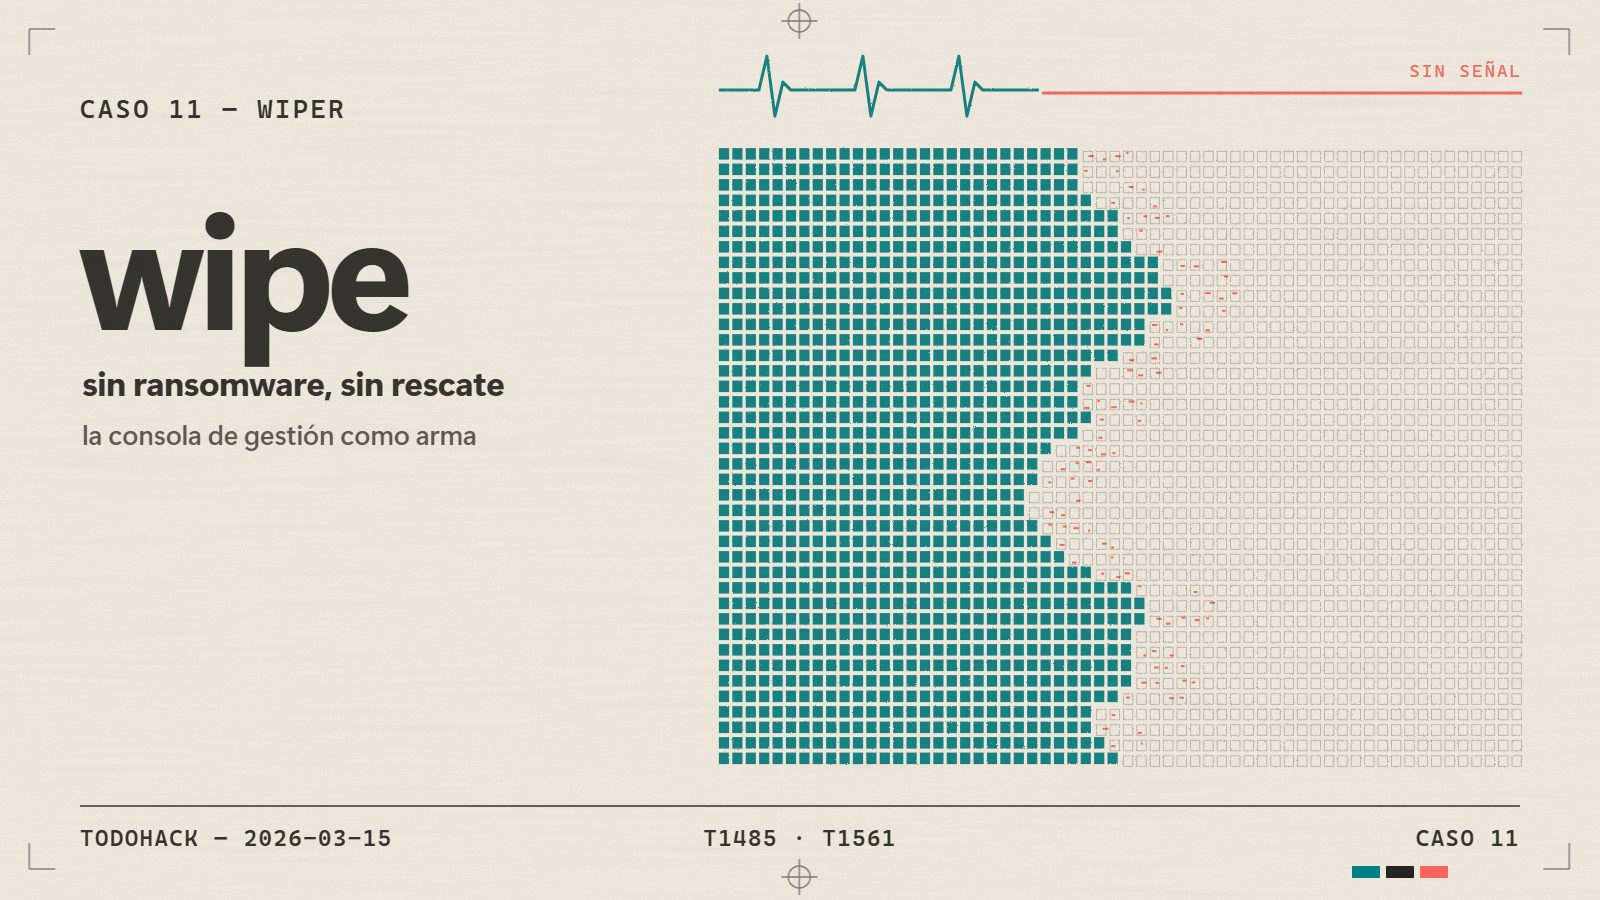 SIN SEÑAL
CASO 11 — WIPER
wipe
sin ransomware, sin rescate
la consola de gestión como arma
TODOHACK — 2026-03-15
T1485 · T1561
CASO 11